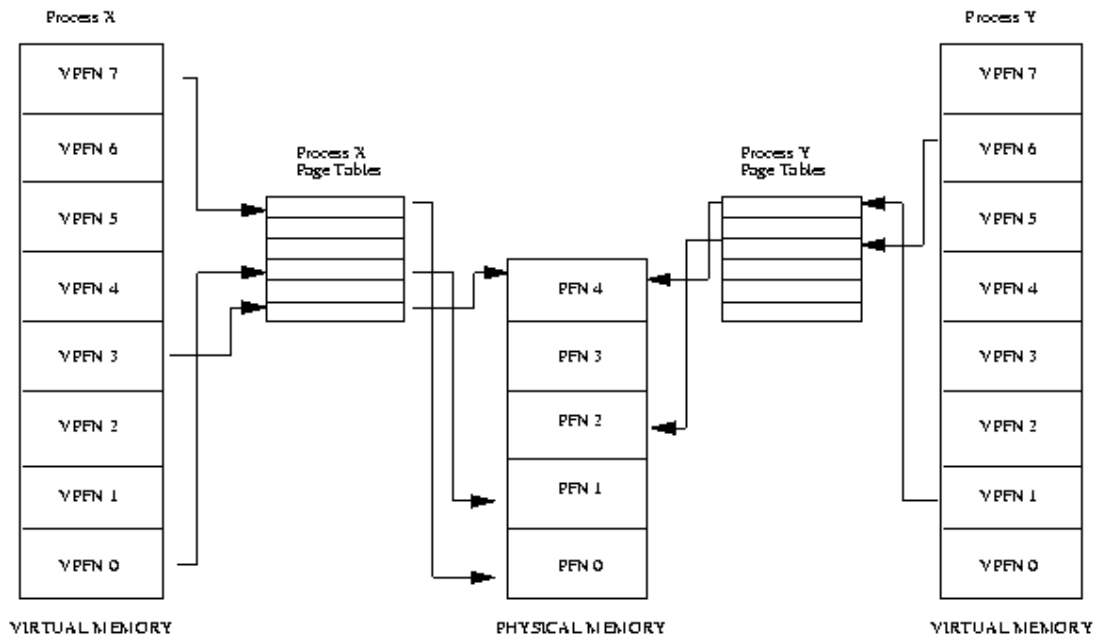 Process X
Process Y
VPFN 7
VPFN 6
VPFN 5
VPFN 4
VPFN 3
VPFN 2
VPFN 1
VPFN 0
VIRTUAL MEMORY
Process X
Page Tables
PFN 4
PFN 3
PFN 2
PFN 1
PFN 0
PHYSICAL MEMORY
Process Y
Page Tables
VPFN 7
VPFN 6
VPFN 5
VPFN 4
VPFN 3
VPFN 2
VPFN 1
VPFN 0
VIRTUAL MEMORY